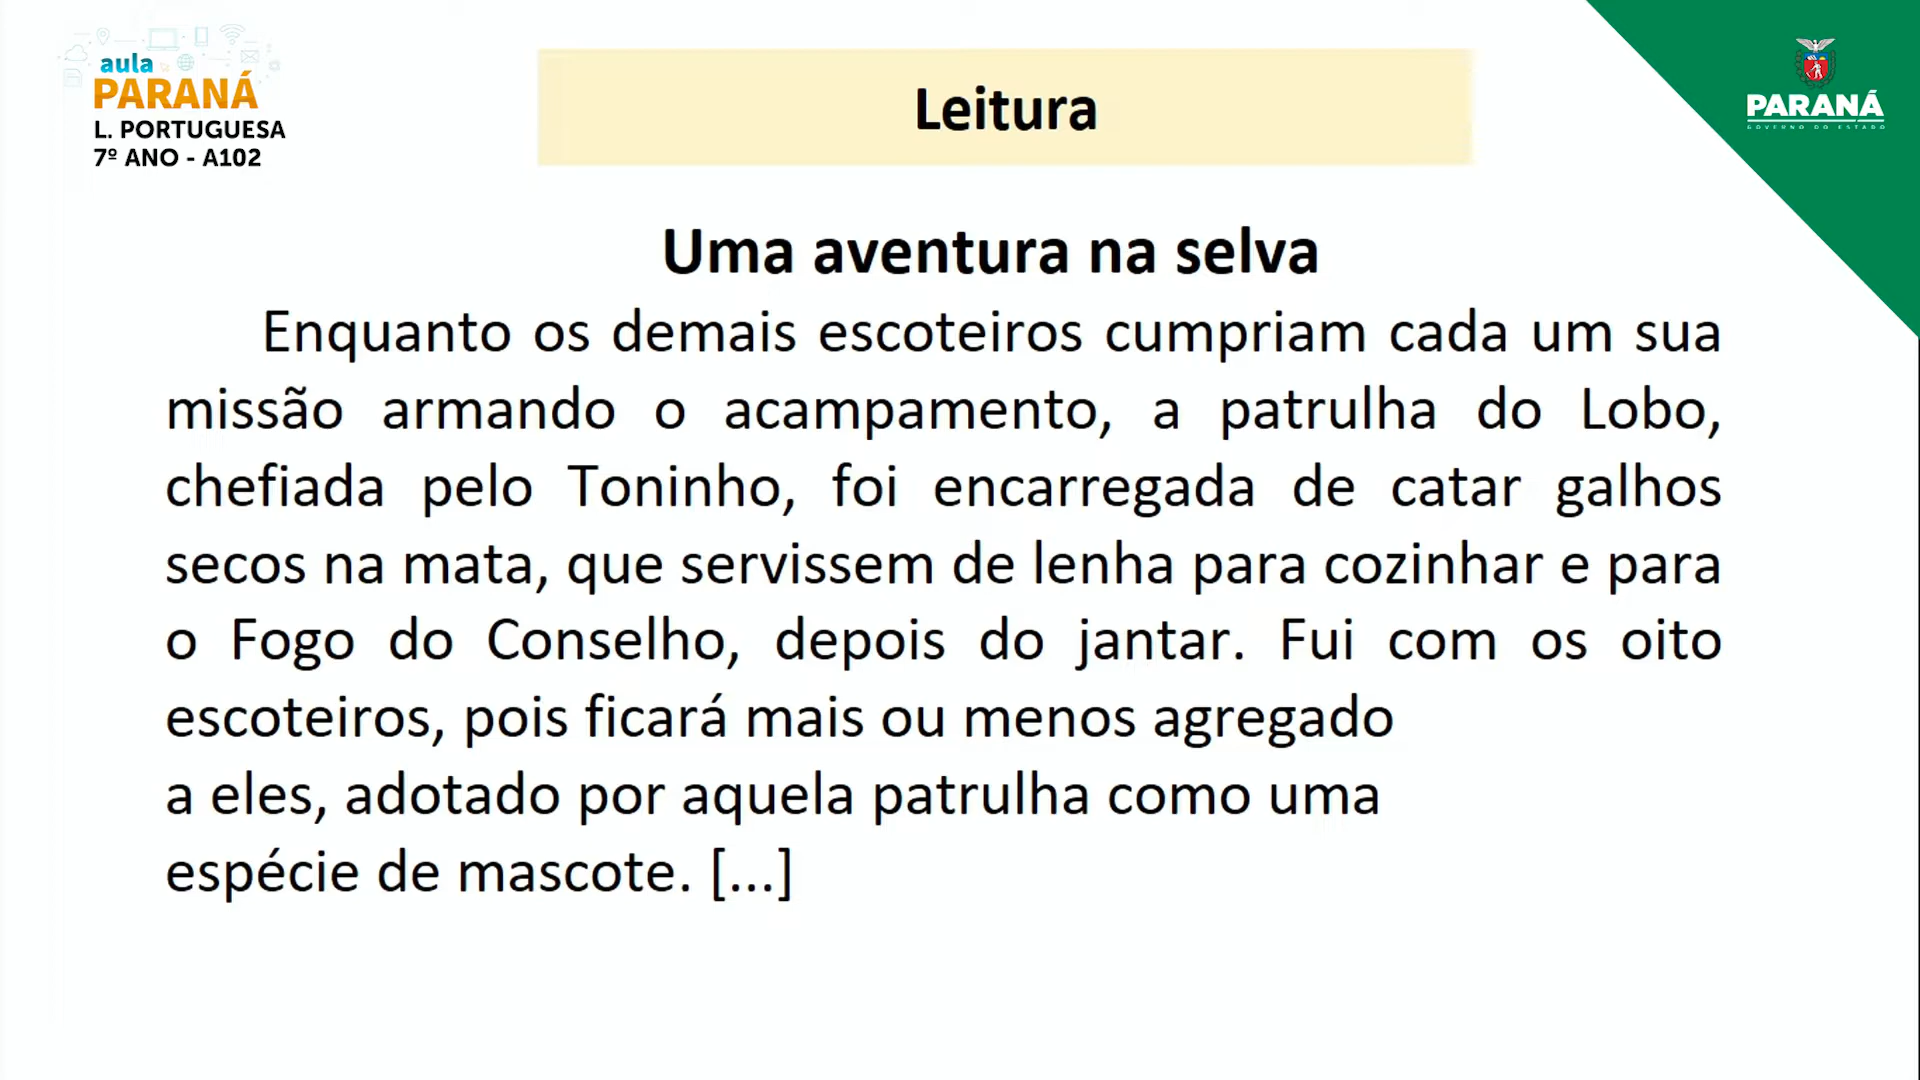 aula
PARANÁ
L. PORTUGUESA
7º ANO - A102
Leitura
PARANÁ
GOVERNO DO ESTADO
Uma aventura na selva
Enquanto os demais escoteiros cumpriam cada um sua
missão armando o acampamento, a patrulha do Lobo,
chefiada pelo Toninho, foi encarregada de catar galhos
secos na mata, que servissem de lenha para cozinhar e para
o Fogo do Conselho, depois do jantar. Fui com os oito
escoteiros, pois ficará mais ou menos agregado
a eles, adotado por aquela patrulha como uma
espécie de mascote. [...]